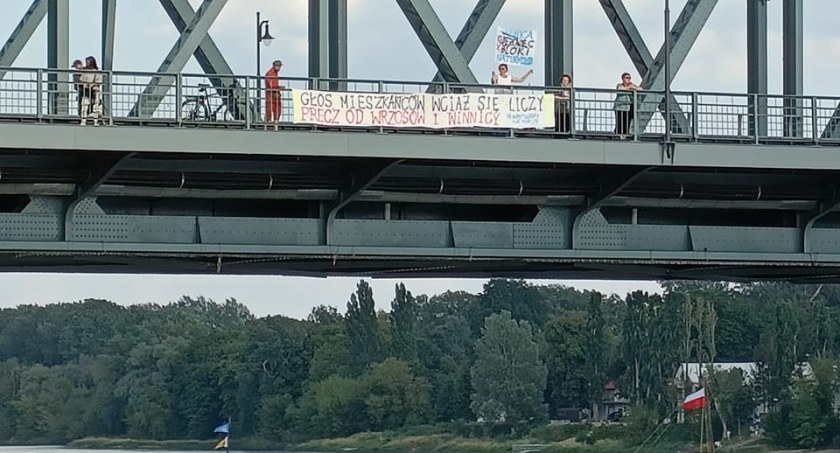 GŁOS MIESZKAŃCÓW WCIĄŻ SIĘ LICZY
PRECZ OD WRZOSÓW I WINNICY